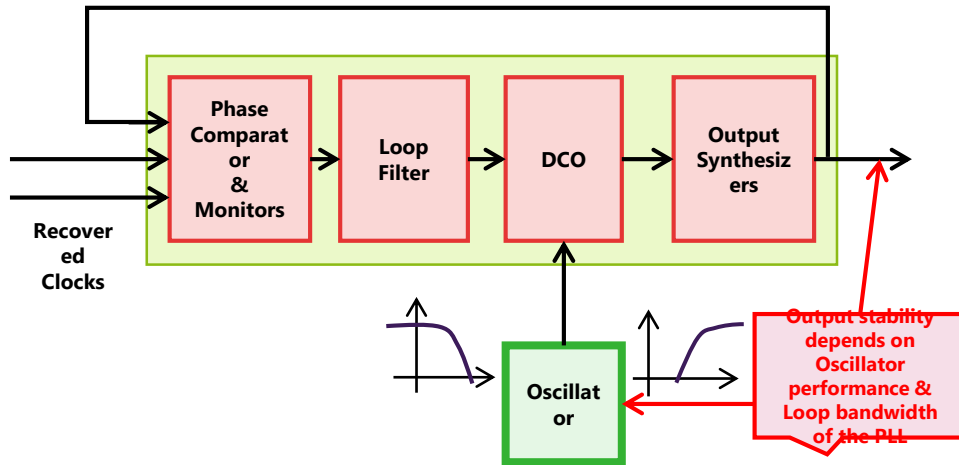 Phase
Comparat
or
&
Monitors
Loop
Filter
DCO
Output
Synthesiz
ers
Recover
ed
Clocks
Oscillat
or
Output stability
depends on
Oscillator
performance &
Loop bandwidth
of the PLL